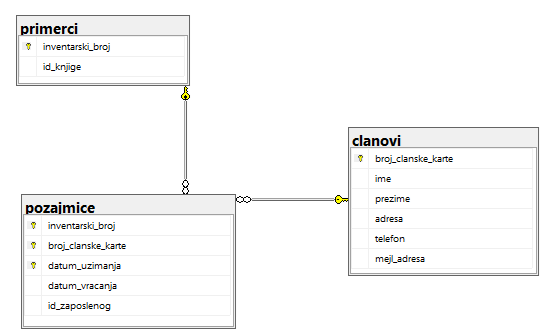 primerci
inventarski_broj
id_knjige
clanovi
broj_clanske_karte
ime
prezime
adresa
telefon
mejl_adresa
pozajmice
inventarski_broj
broj_clanske_karte
datum_uzimanja
datum_vracanja
id_zaposlenog